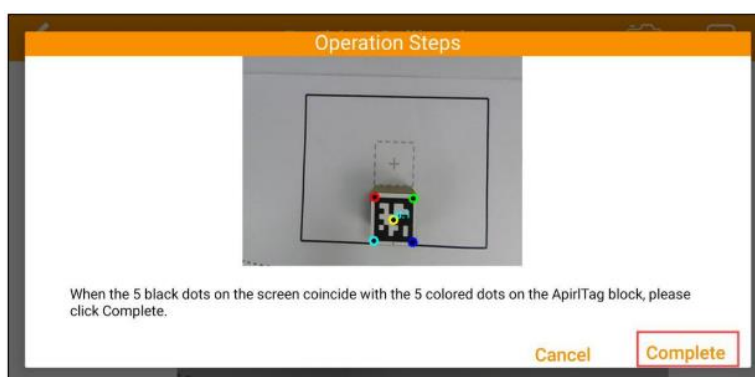 Operation Steps
When the 5 black dots on the screen coincide with the 5 colored dots on the ApirlTag block, please
click Complete.
Cancel
Complete